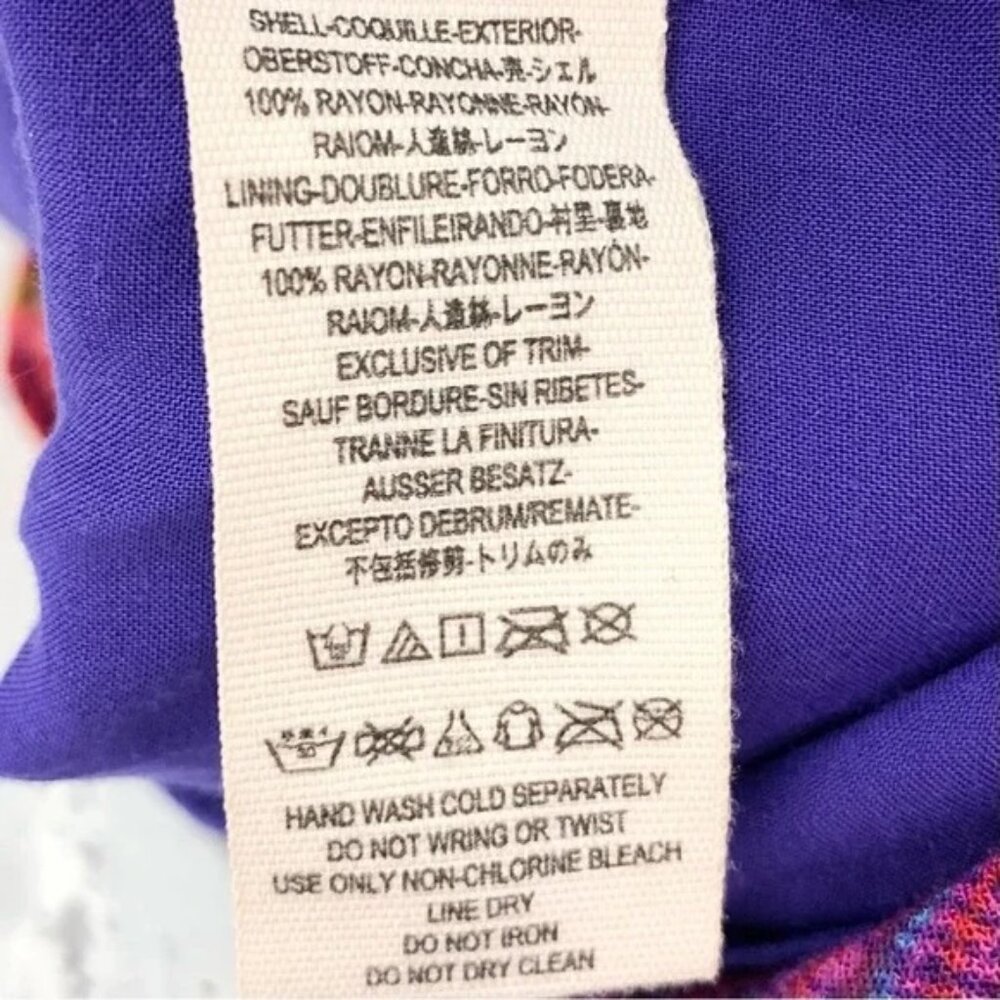 SHELL-COQUILLE-EXTERIOR-
OBERSTOFF-CONCHA-売-シェル
100% RAYON-RAYONNE-RAYÓN-
RAIOM-人造絲-レーヨン
LINING-DOUBLURE-FORRO-FODERA-
FUTTER-ENFILEIRANDO-衬里-裏地
100% RAYON-RAYONNE-RAYÓN-
RAIOM-人造絲-レーヨン
EXCLUSIVE OF TRIM-
SAUF BORDURE-SIN RIBETES-
TRANNE LA FINITURA-
AUSSER BESATZ-
EXCEPTO DEBRUM/REMATE-
不包括修剪-トリムのみ
HAND WASH COLD SEPARATELY
DO NOT WRING OR TWIST
USE ONLY NON-CHLORINE BLEACH
LINE DRY
DO NOT IRON
DO NOT DRY CLEAN